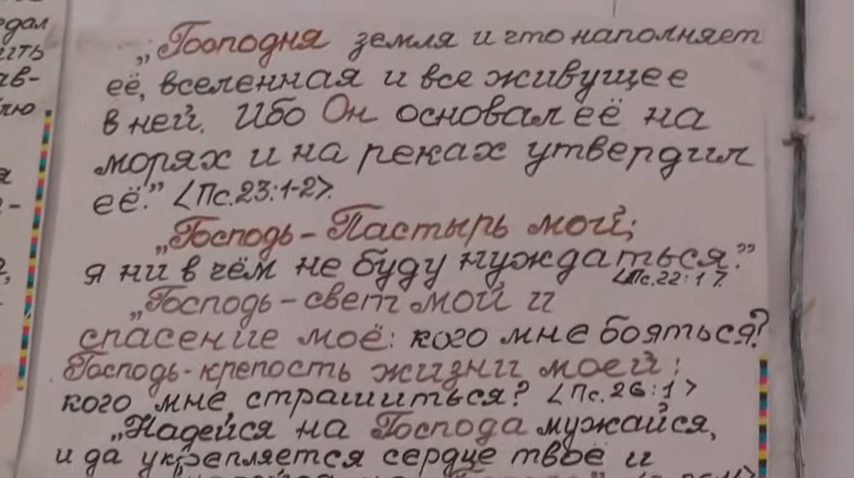 „Господня земля и что наполняет
её, вселенная и все живущее
в ней. Ибо Он основал её на
морях и на реках утвердил
её.” <Пс.23:1-2>.
„Господь-Пастырь мой;
я ни в чём не буду нуждаться.”
<Пс.22:1>.
„Господь-свет мой и
спасение моё: кого мне бояться?
Господь-крепость жизни моей:
кого мне страшиться? <Пс.26:1>
„Надейся на Господа мужайся,
и да укрепляется сердце твоё и